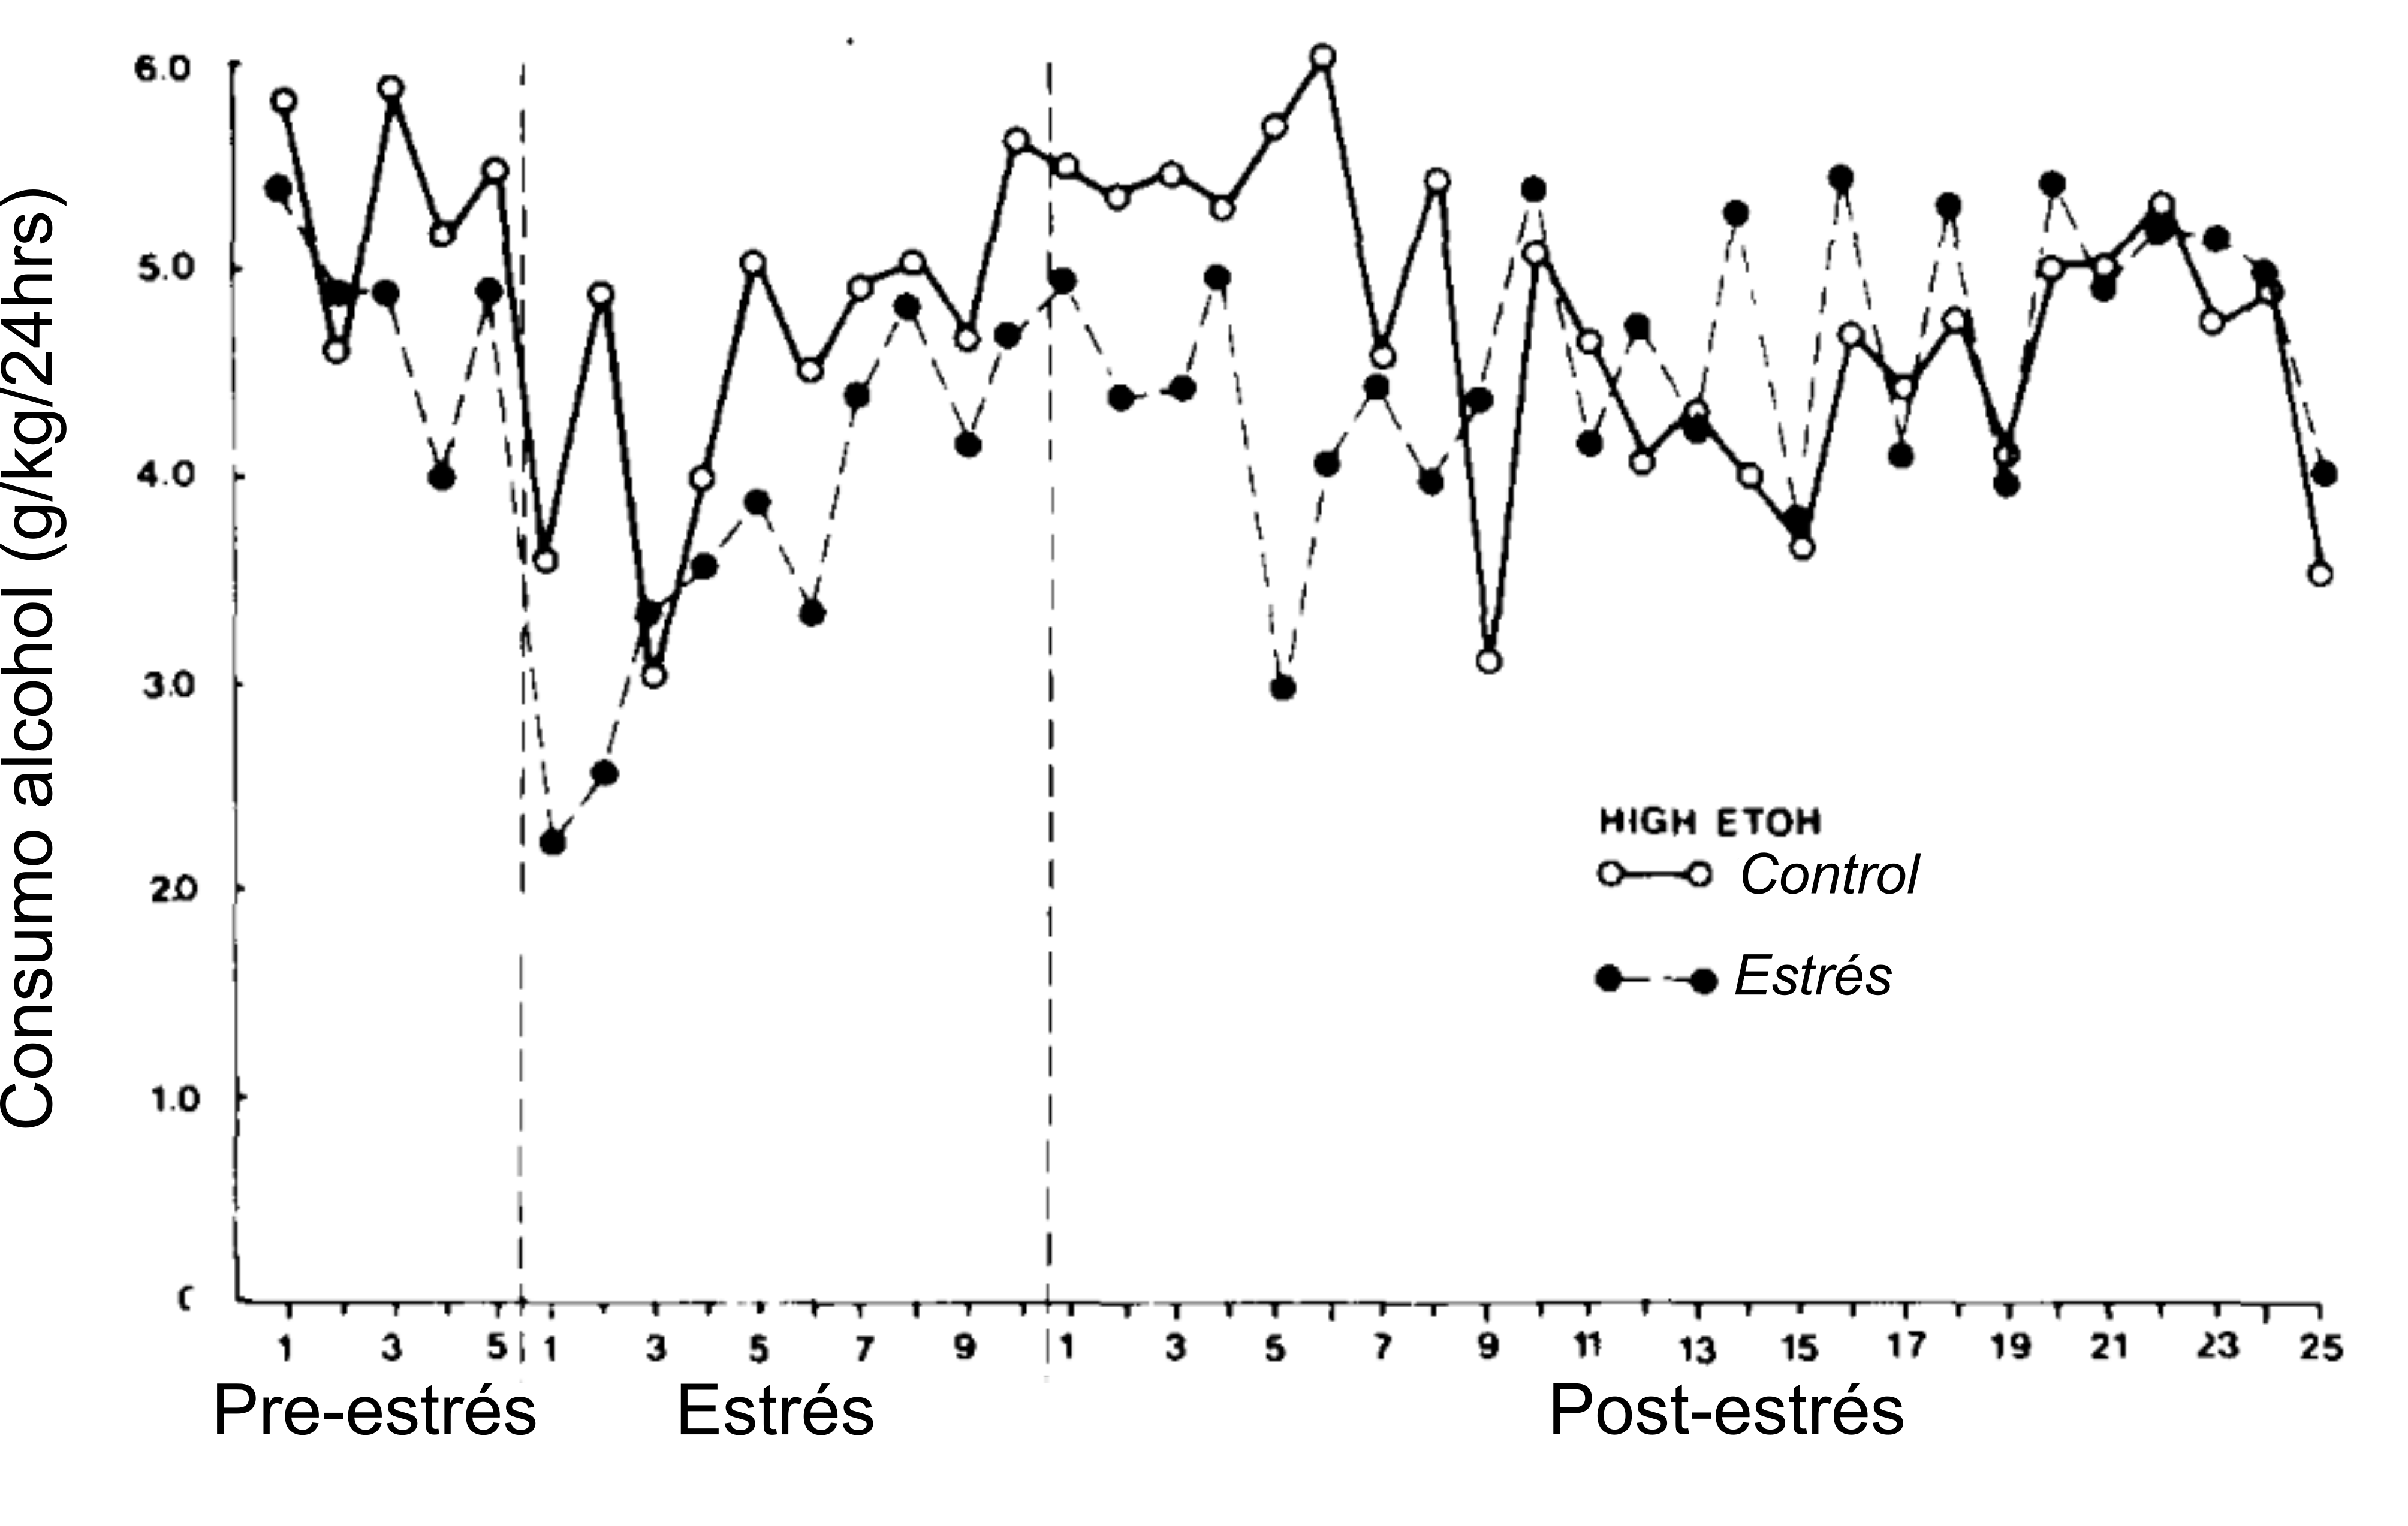 Consumo alcohol (g/kg/24hrs)
6.0
5.0
4.0
3.0
2.0
1.0
HIGH ETOH
Control
Estrés
1 3 5 1 3 5 7 9 1 3 5 7 9 11 13 15 17 19 21 23 25
Pre-estrés Estrés Post-estrés